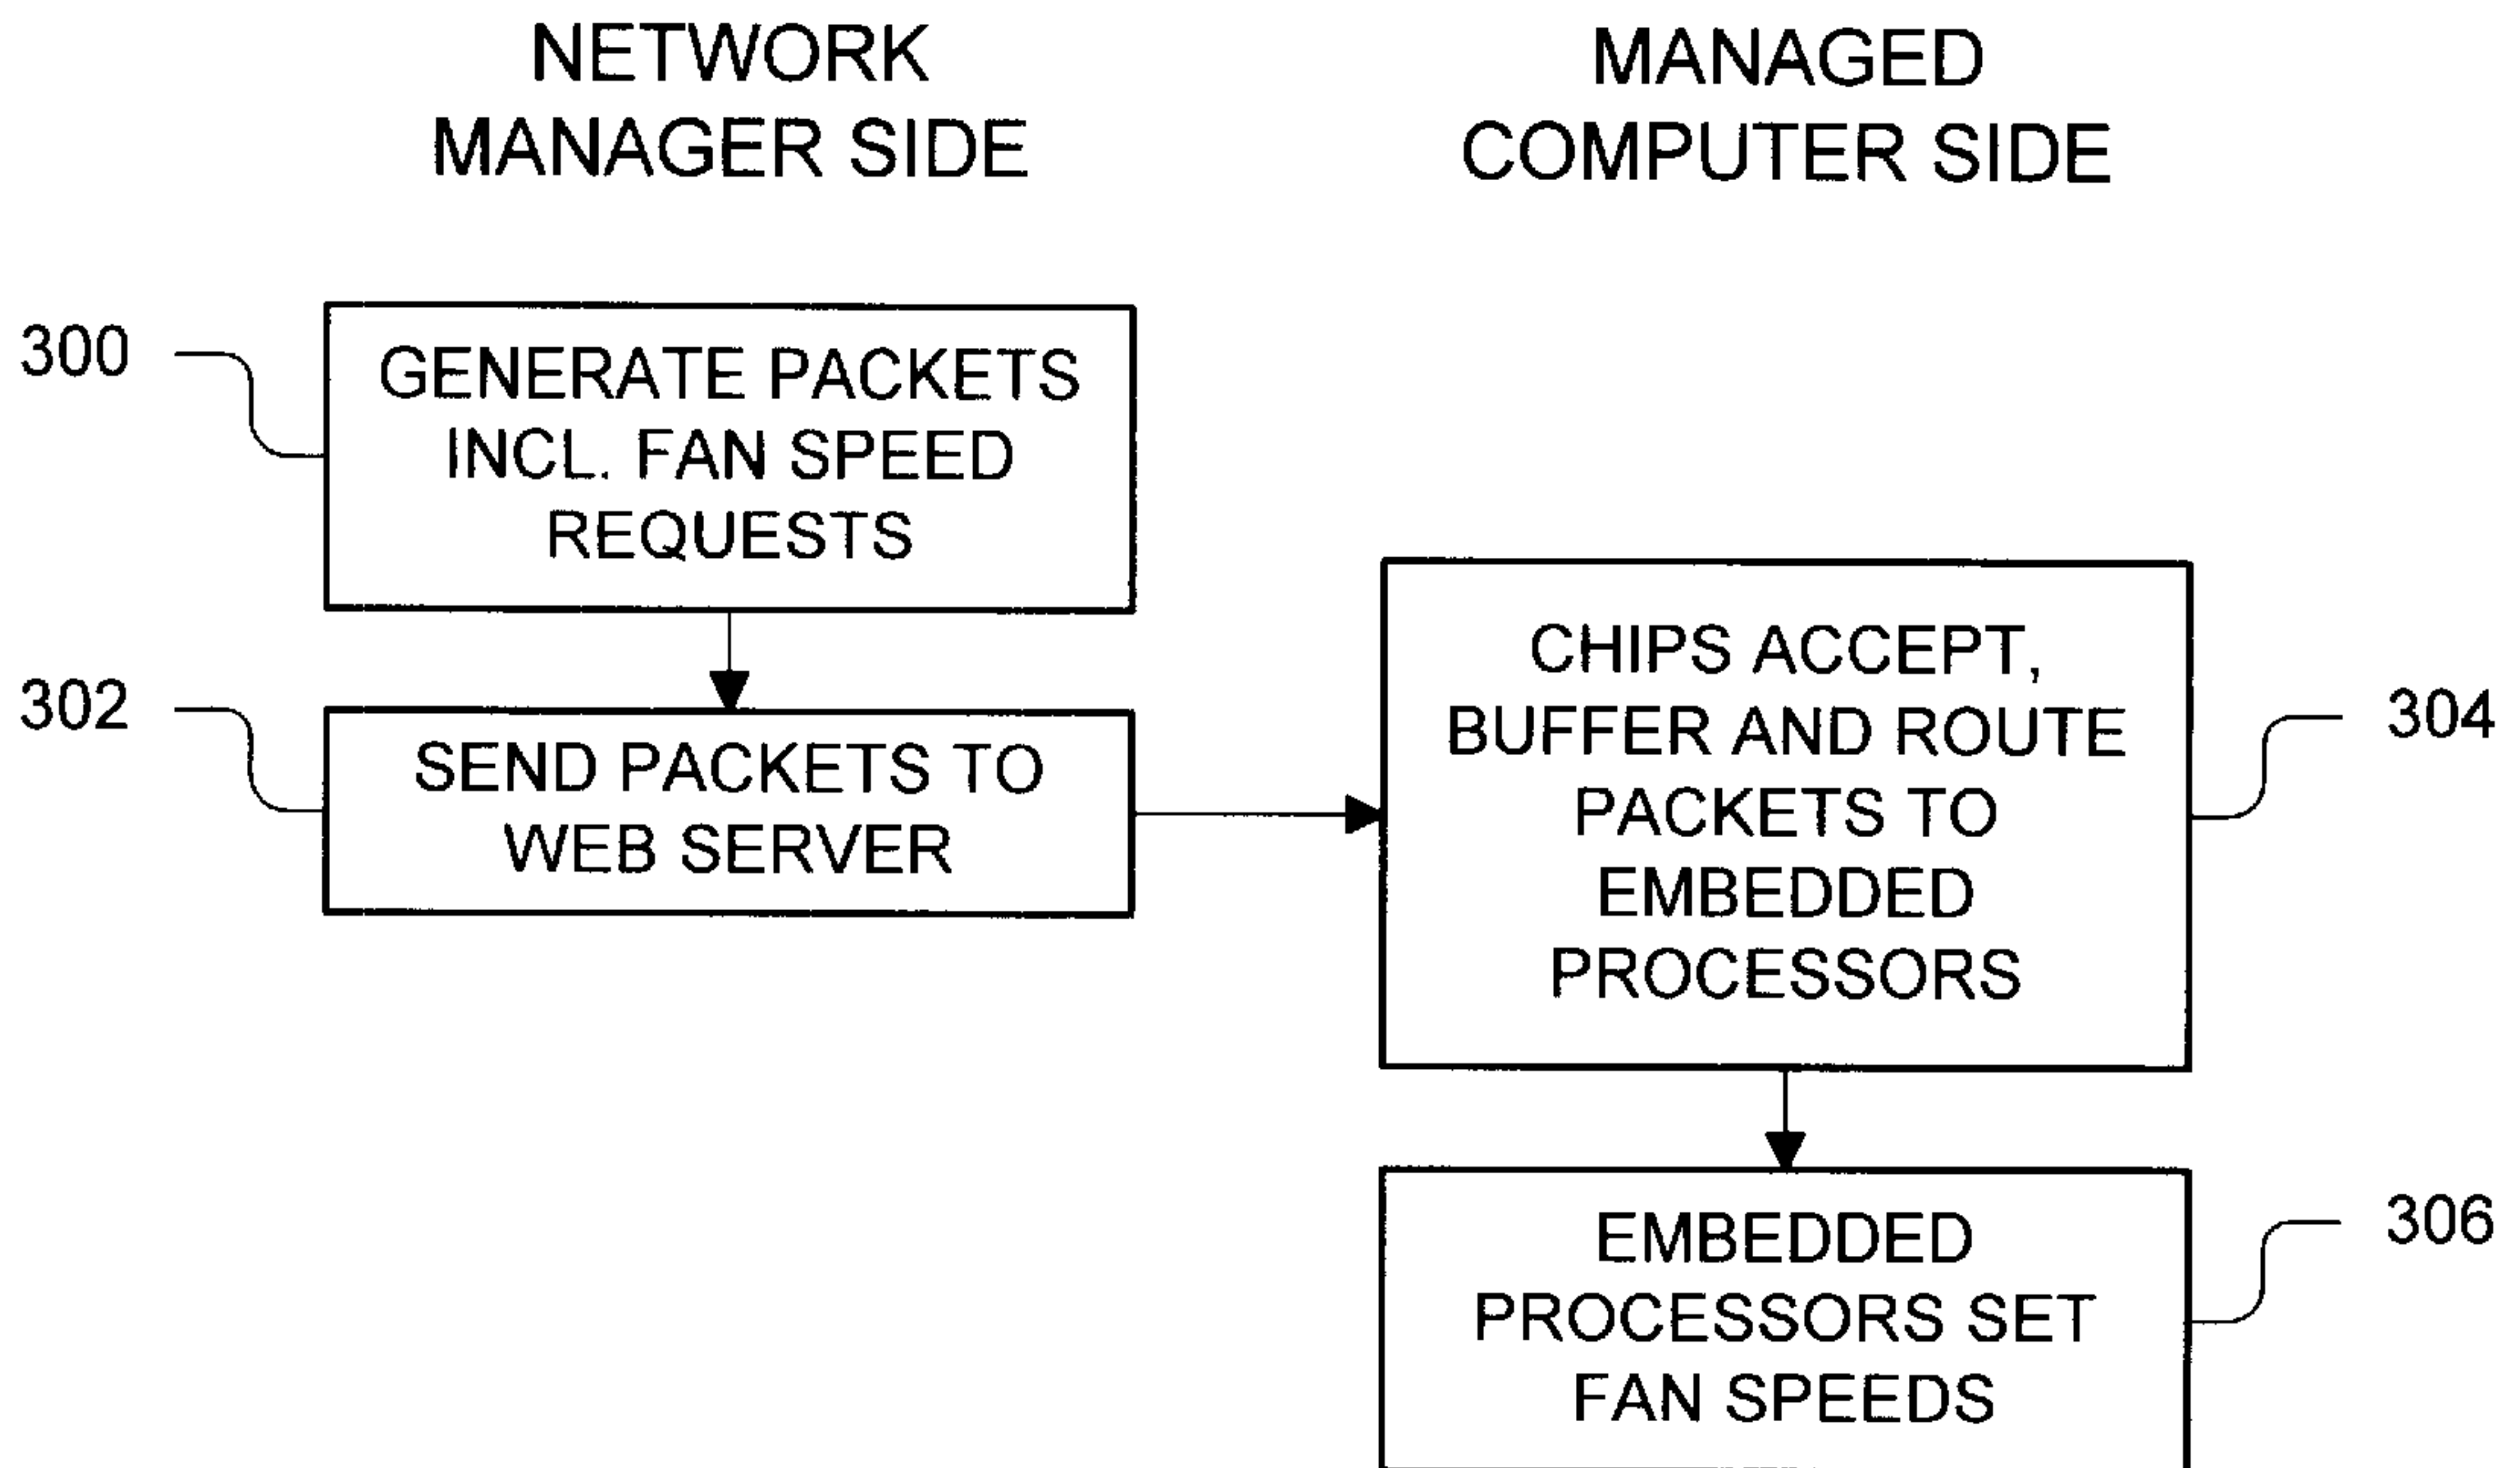 NETWORK
MANAGER SIDE
MANAGED
COMPUTER SIDE
300
GENERATE PACKETS
INCL. FAN SPEED
REQUESTS
302
SEND PACKETS TO
WEB SERVER
CHIPS ACCEPT,
BUFFER AND ROUTE
PACKETS TO
EMBEDDED
PROCESSORS
304
EMBEDDED
PROCESSORS SET
FAN SPEEDS
306